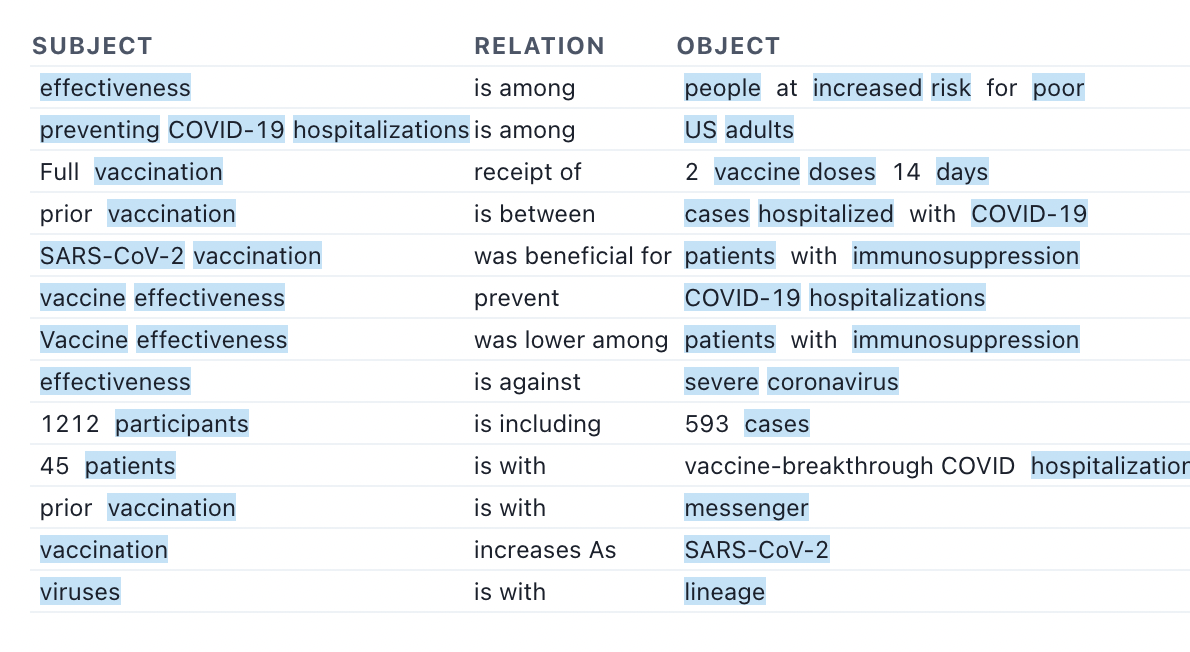 SUBJECT RELATION OBJECT
effectiveness is among people at increased risk for poor
preventing COVID-19 hospitalizations is among US adults
Full vaccination receipt of 2 vaccine doses 14 days
prior vaccination is between cases hospitalized with COVID-19
SARS-CoV-2 vaccination was beneficial for patients with immunosuppression
vaccine effectiveness prevent COVID-19 hospitalizations
Vaccine effectiveness was lower among patients with immunosuppression
effectiveness is against severe coronavirus
1212 participants is including 593 cases
45 patients is with vaccine-breakthrough COVID hospitalization
prior vaccination is with messenger
vaccination increases As SARS-CoV-2
viruses is with lineage